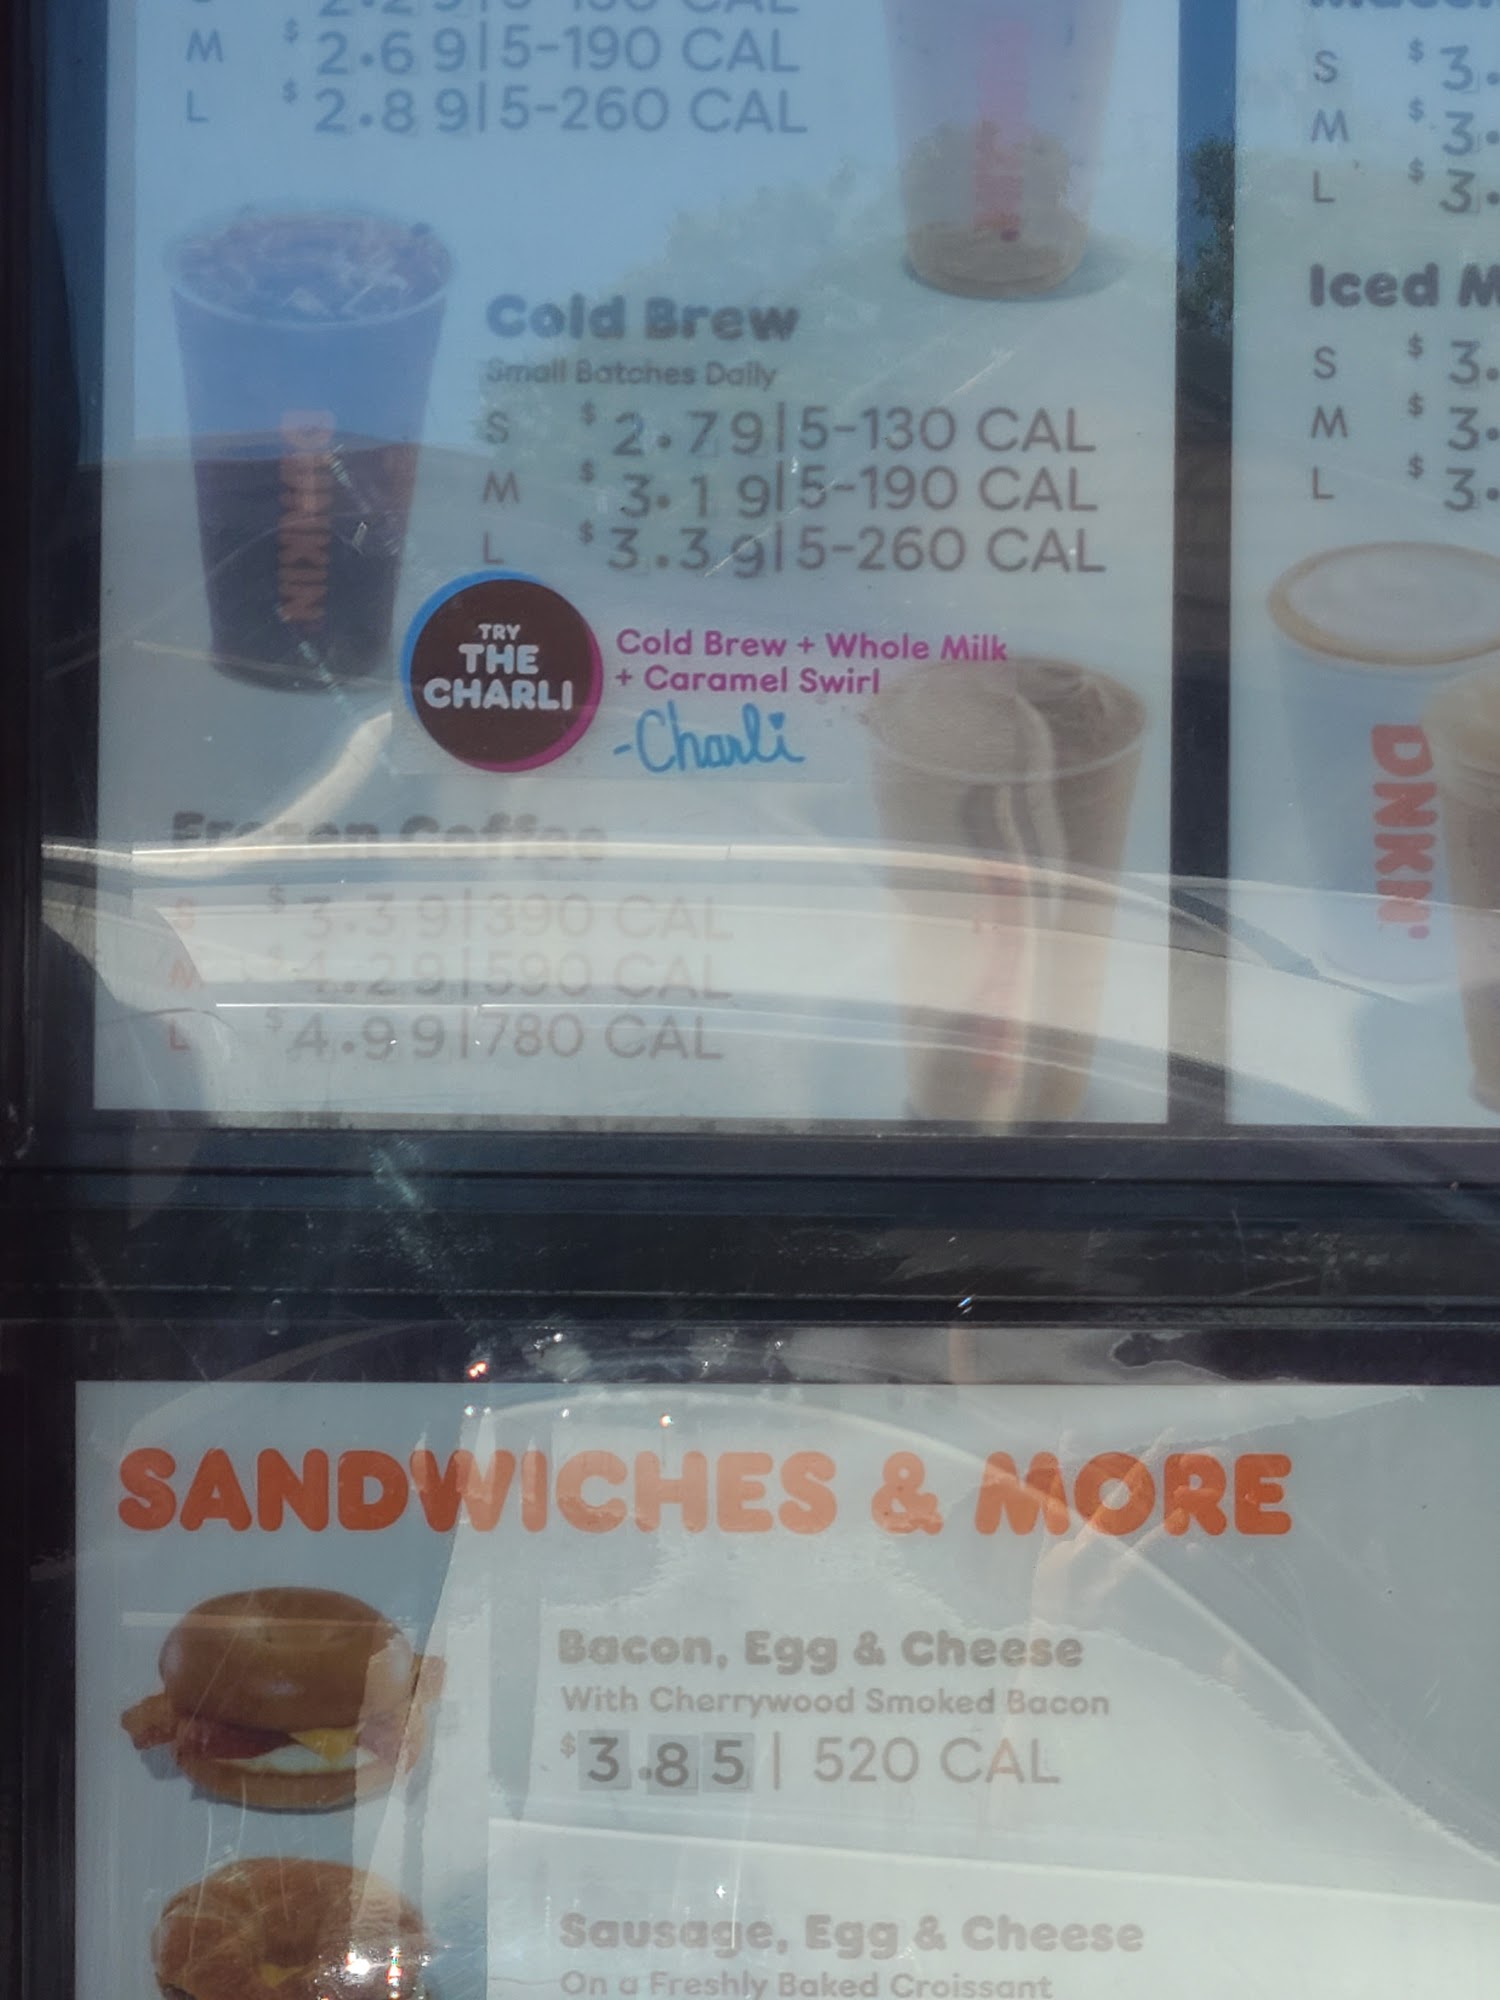 M $2.69|5-190 CAL
L $2.89|5-260 CAL
DUNKIN'
Cold Brew
Small Batches Daily
S $2.79|5-130 CAL
M $3.19|5-190 CAL
L $3.39|5-260 CAL
TRY
THE
CHARLI
Cold Brew + Whole Milk
+ Caramel Swirl
-Charli
Frozen Coffee
S $3.39|390 CAL
M $4.29|590 CAL
L $4.99|780 CAL
S $3.
M $3.
L $3.
Iced M
S $3.
M $3.
L $3.
DNKN'
SANDWICHES & MORE
Bacon, Egg & Cheese
With Cherrywood Smoked Bacon
$3.85 | 520 CAL
Sausage, Egg & Cheese
On a Freshly Baked Croissant